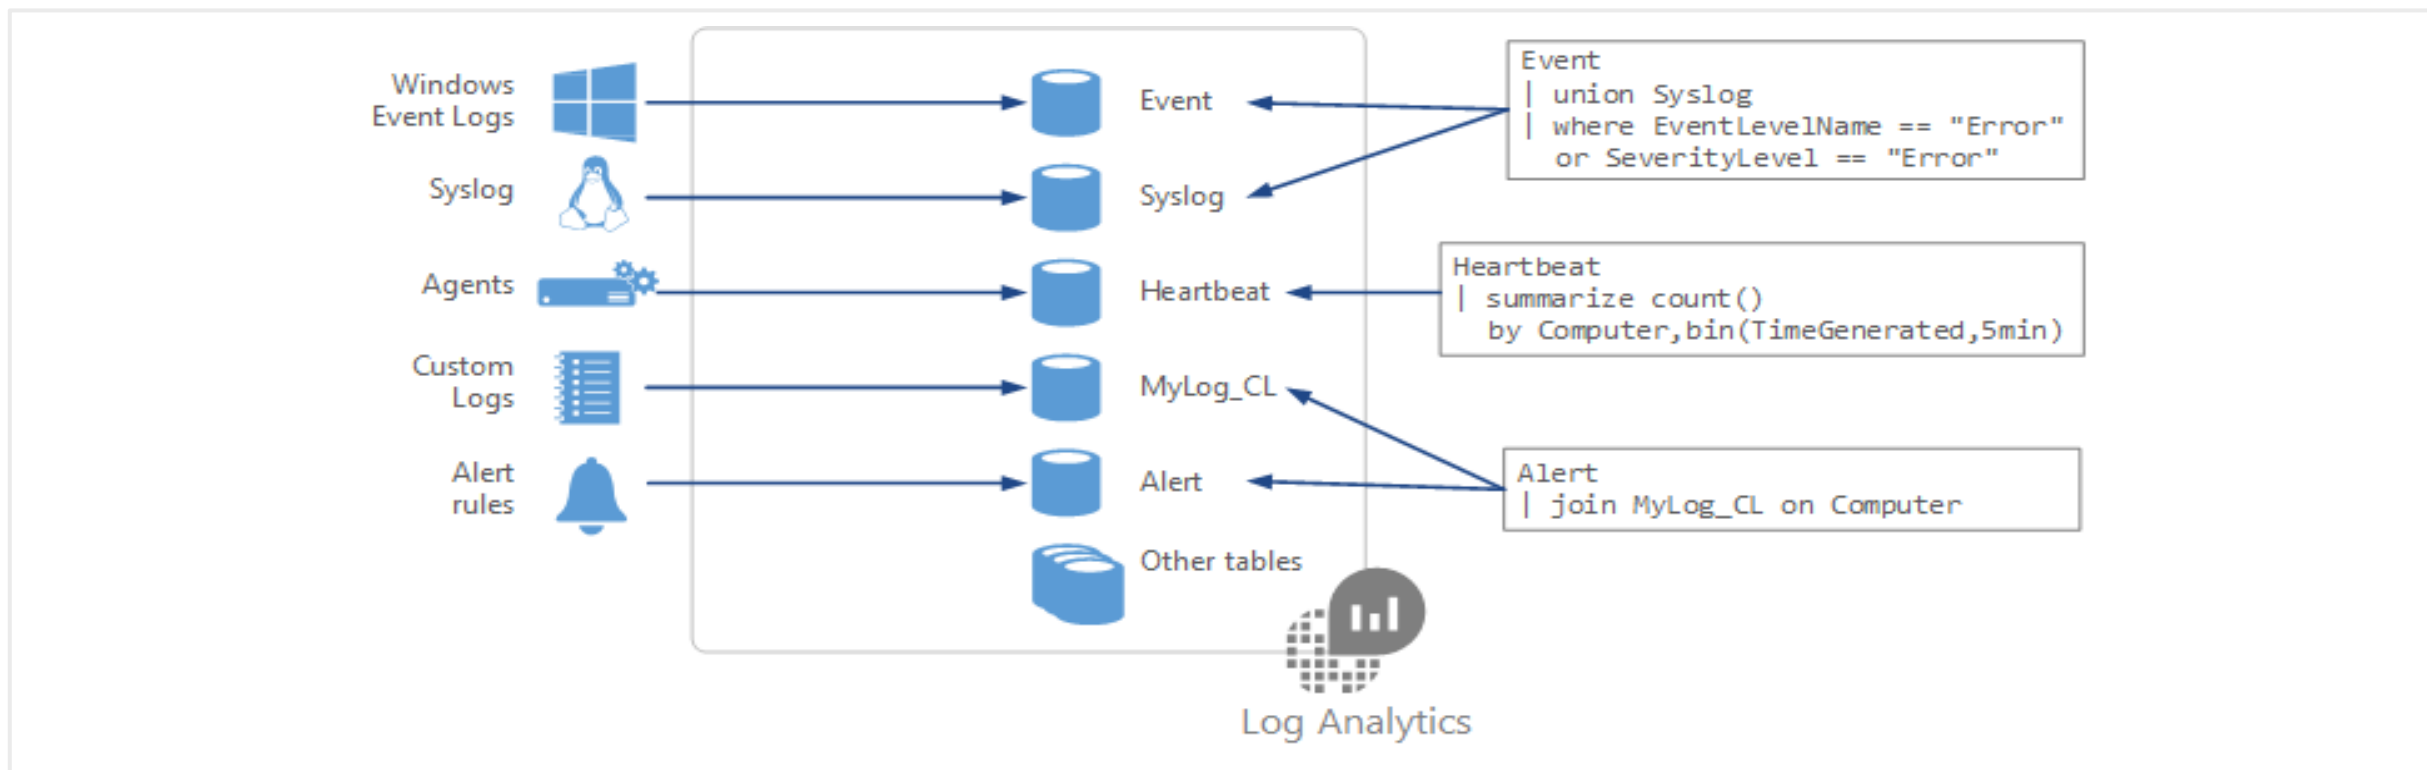 Windows
Event Logs
Event
Event
| union Syslog
| where EventLevelName == "Error"
or SeverityLevel == "Error"
Syslog
Syslog
Agents
Heartbeat
Heartbeat
| summarize count()
by Computer,bin(TimeGenerated,5min)
Custom
Logs
MyLog_CL
Alert
rules
Alert
Alert
| join MyLog_CL on Computer
Other tables
Log Analytics